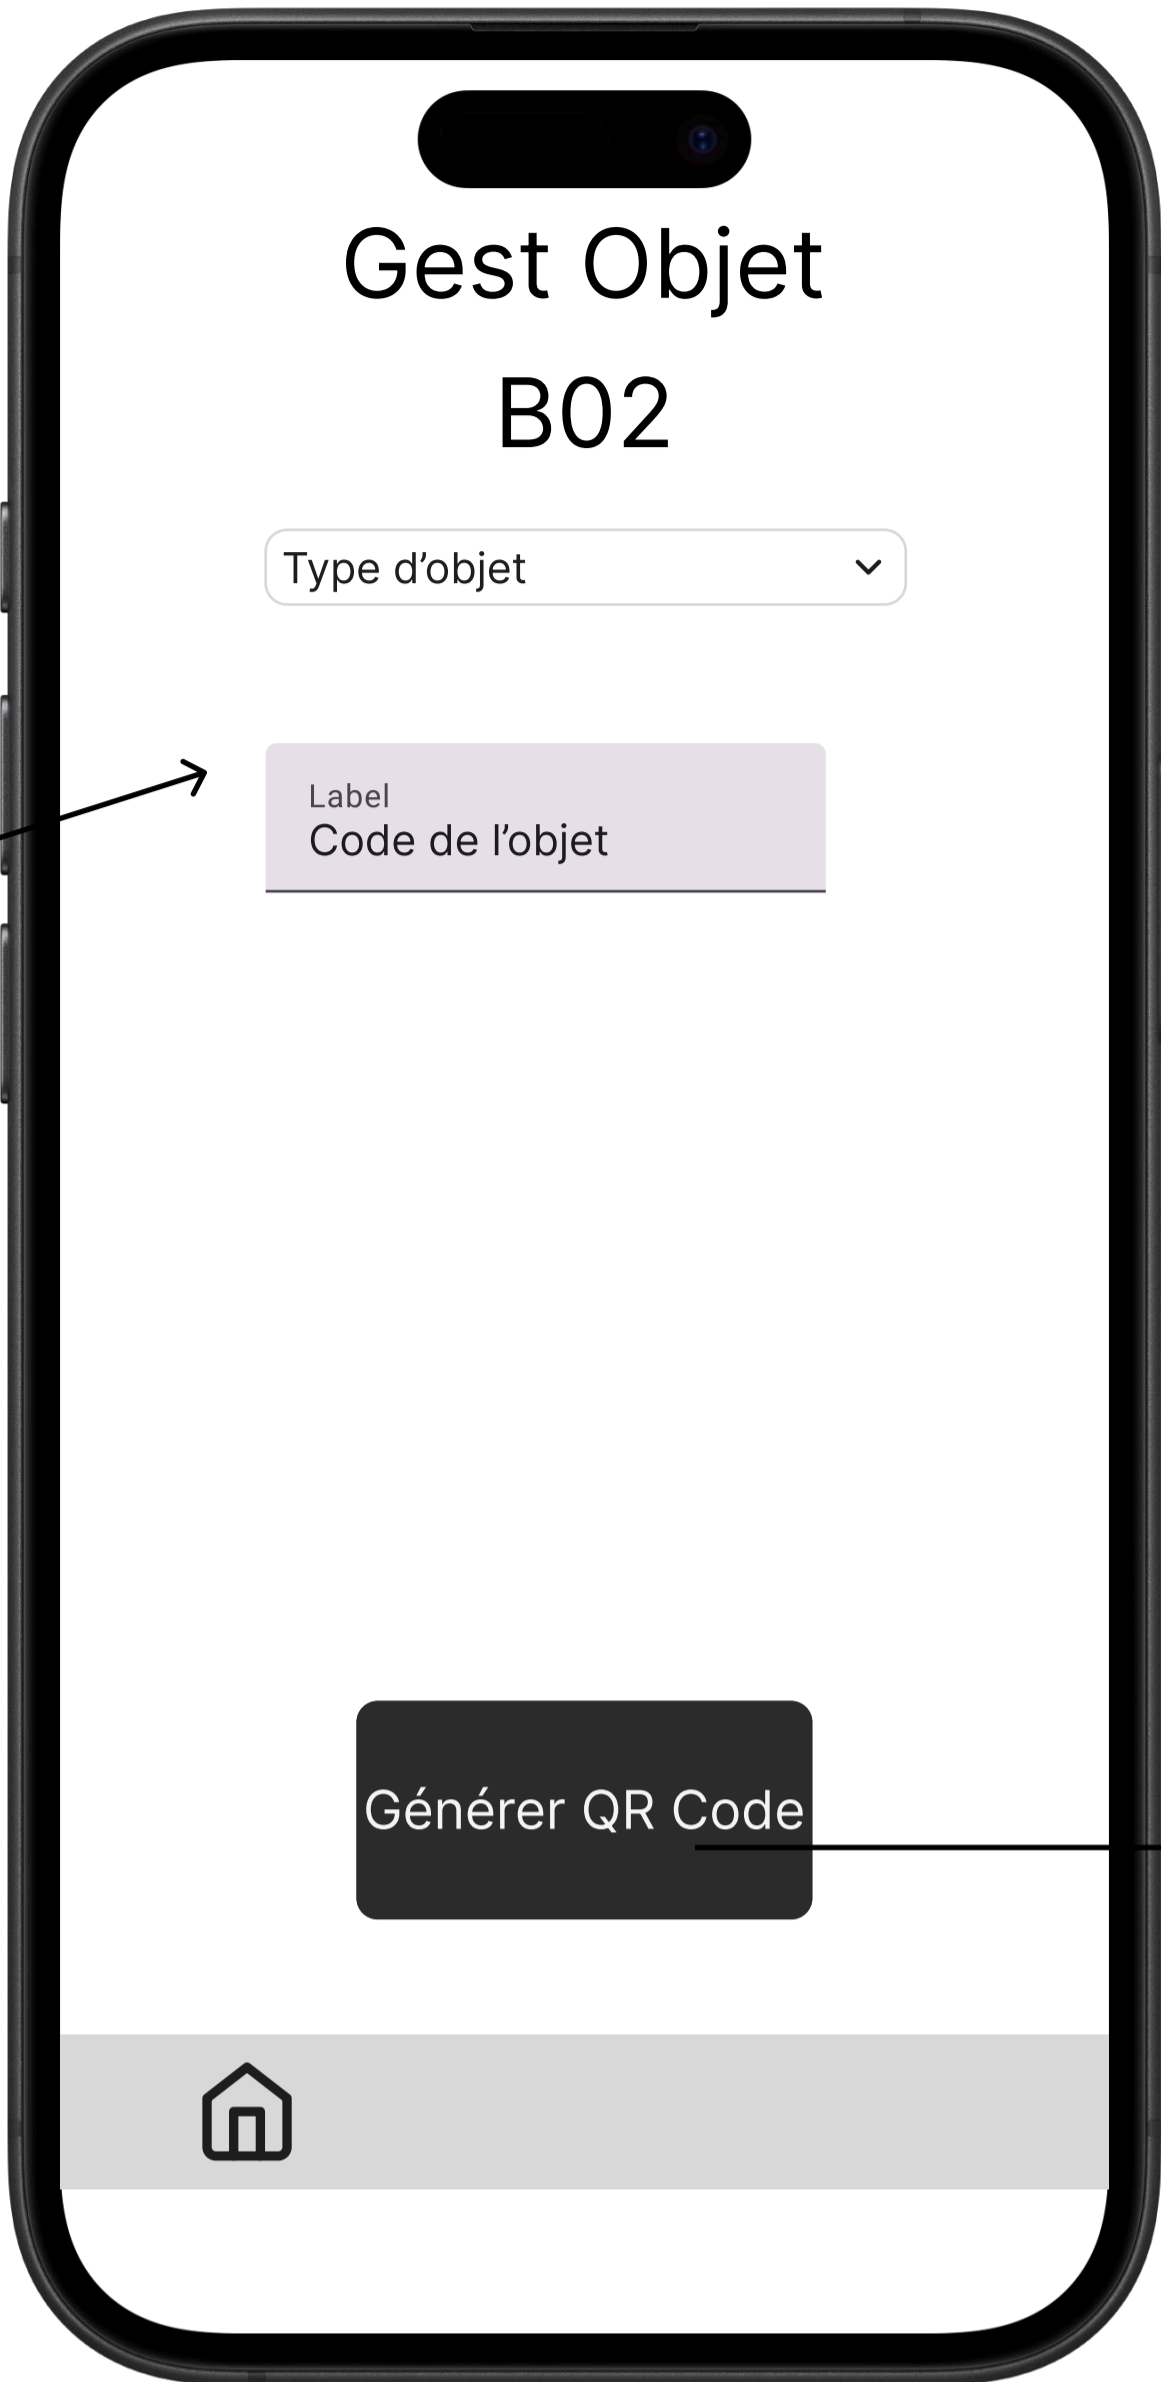 Gest Objet
B02
Type d’objet
Label
Code de l’objet
Générer QR Code